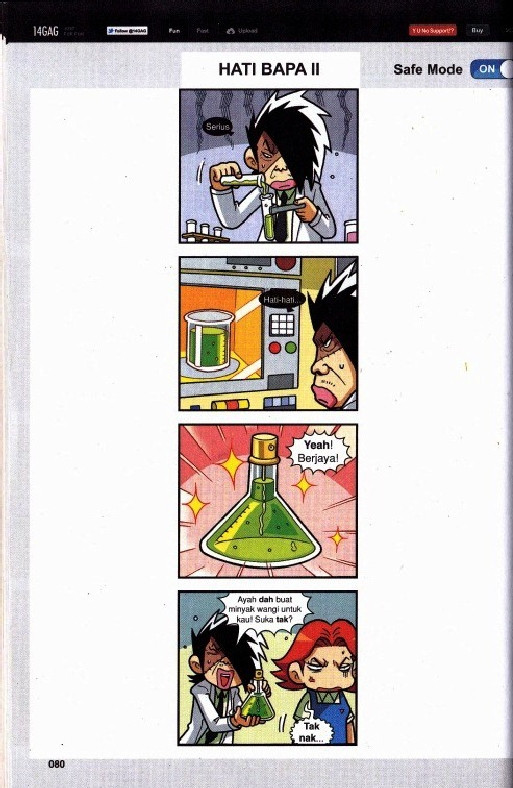 14GAG
Follow @14GAG
Fun
Fast
Upload
Y U No Support!?
Buy
HATI BAPA II
Safe Mode
ON
Serius
Hati-hati...
Yeah!
Berjaya!
Ayah dah buat
minyak wangi untuk
kau!! Suka tak?
Tak
nak...
080